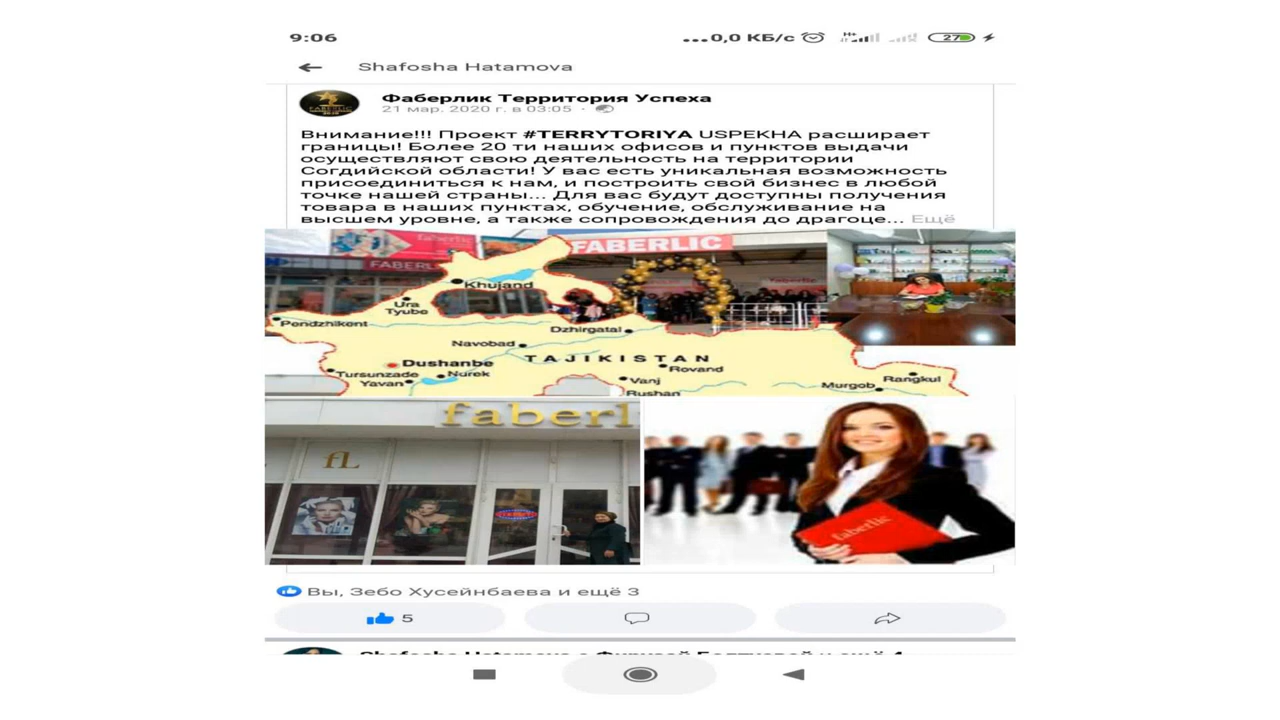 9:06
...0,0 КБ/с H+ 27
Shafosha Hatamova
Фаберлик Территория Успеха
21 мар. 2020 г. в 03:05 ·
Внимание!!! Проект #TERRYTORIYA USPEKHA расширает
границы! Более 20 ти наших офисов и пунктов выдачи
осуществляют свою деятельность на территории
Согдийской области! У вас есть уникальная возможность
присоединиться к нам, и построить свой бизнес в любой
точке нашей страны... Для вас будут доступны получения
товара в наших пунктах, обучение, обслуживание на
высшем уровне, а также сопровождения до драгоце... Ещё
faberlic
FABERLIC
FABERLIC
faberlic
Khujand
Ura
Tyube
Pendzhikent
Dzhirgatal
Navobad
Dushanbe
TAJIKISTAN
Rovand
Tursunzade
Nurek
Yavan
Vanj
Rangkul
Murgob
Rushan
faberl
fL
faberlic
Вы, Зебо Хусейнбаева и ещё 3
5